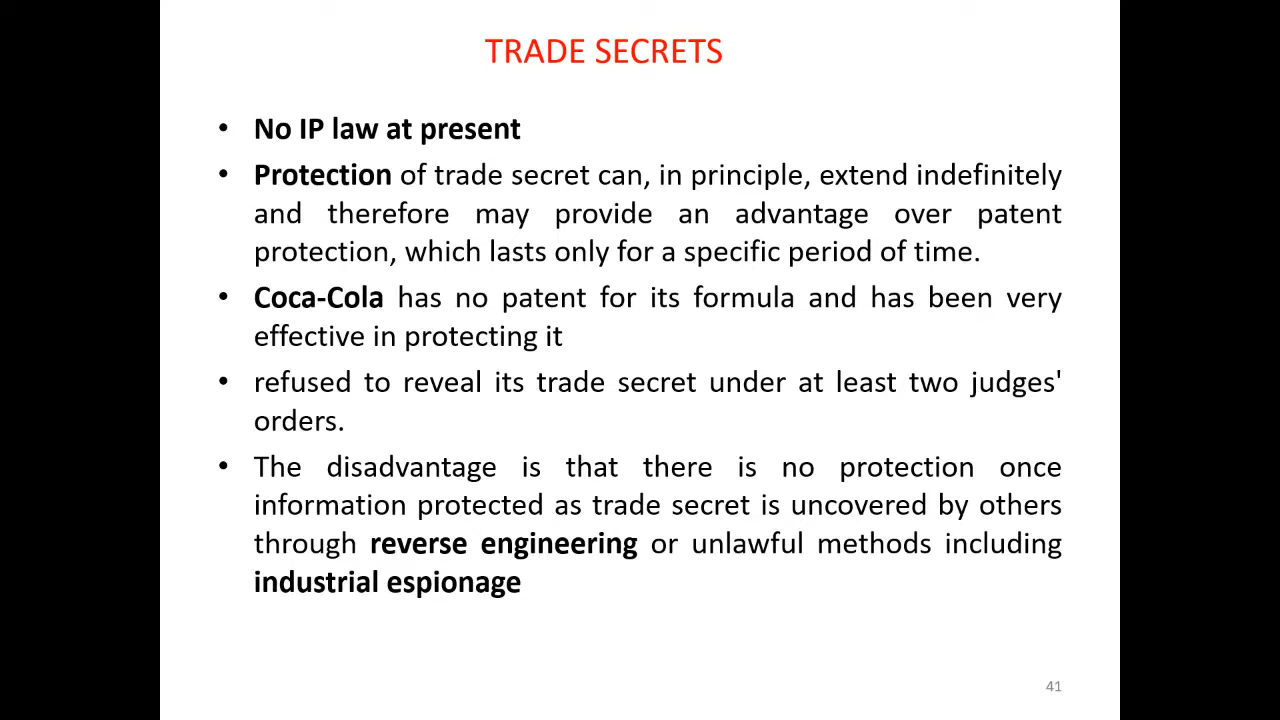 TRADE SECRETS
• No IP law at present
• Protection of trade secret can, in principle, extend indefinitely
and therefore may provide an advantage over patent
protection, which lasts only for a specific period of time.
• Coca-Cola has no patent for its formula and has been very
effective in protecting it
• refused to reveal its trade secret under at least two judges'
orders.
• The disadvantage is that there is no protection once
information protected as trade secret is uncovered by others
through reverse engineering or unlawful methods including
industrial espionage
41